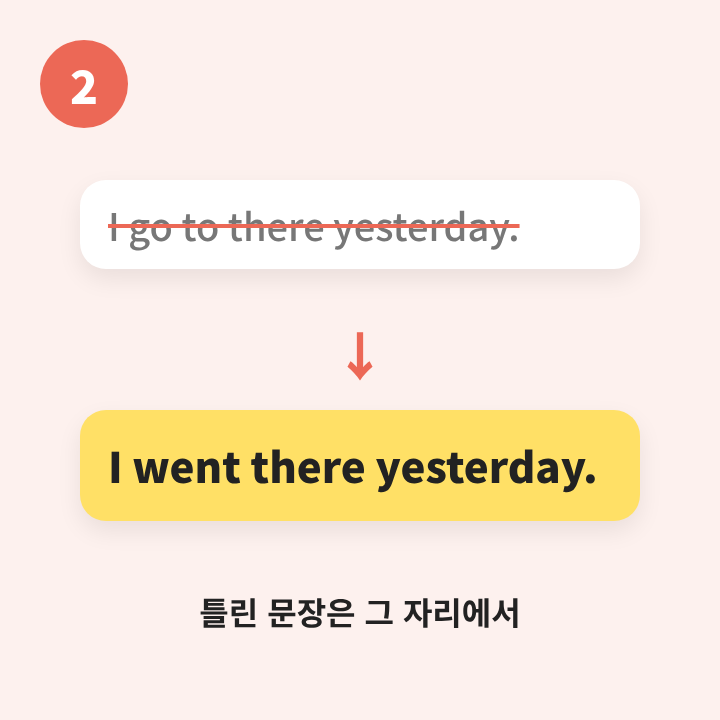 2
I go to there yesterday.
↓
I went there yesterday.
틀린 문장은 그 자리에서